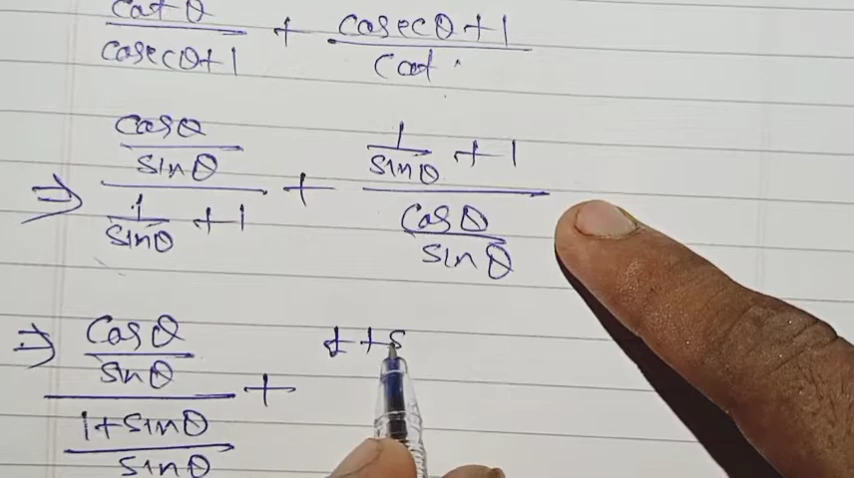 cot θ + cosecθ+1
cosecθ+1 cot
cosθ 1
sinθ + sinθ +1
⇒ 1 cosθ
sinθ +1 sinθ
⇒ cosθ 1+s
sinθ +
1+sinθ
sinθ